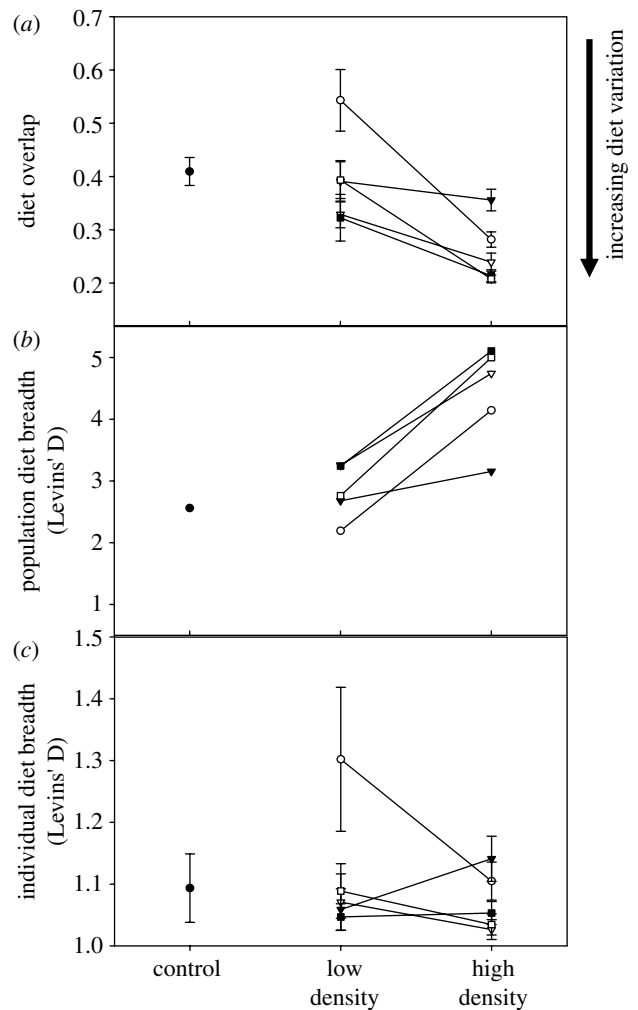 (a)
0.7
0.6
0.5
0.4
0.3
0.2
diet overlap
increasing diet variation
(b)
5
4
3
2
1
population diet breadth
(Levins' D)
(c)
1.5
1.4
1.3
1.2
1.1
1.0
individual diet breadth
(Levins' D)
control
low
density
high
density